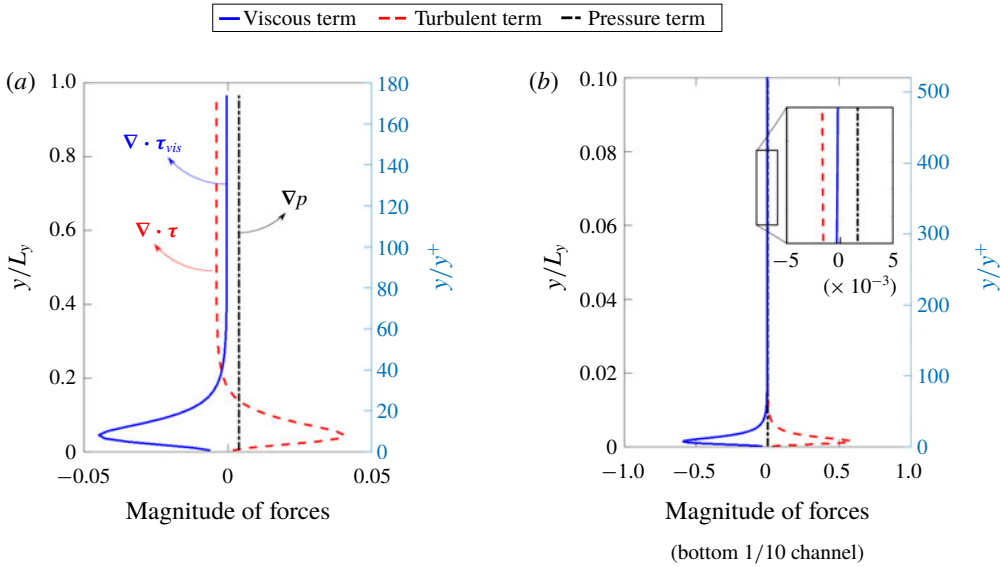 Viscous term Turbulent term Pressure term
(a)
1.0
0.8
0.6
0.4
0.2
0
y/L_y
180
160
140
120
100
80
60
40
20
0
y/y^+
∇ · τ_vis
∇ · τ
∇p
−0.05 0 0.05
Magnitude of forces
(b)
0.10
0.08
0.06
0.04
0.02
0
y/L_y
500
400
300
200
100
0
y/y^+
−5 0 5
(× 10^−3)
−1.0 −0.5 0 0.5 1.0
Magnitude of forces
(bottom 1/10 channel)